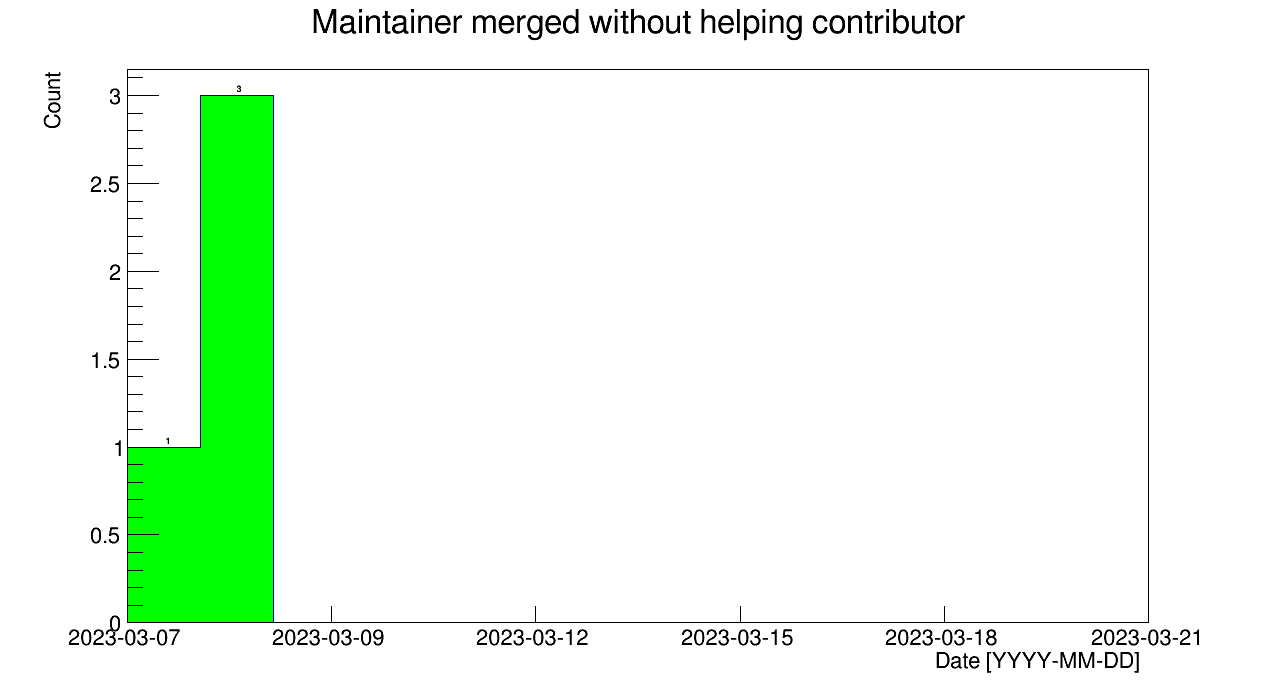 Maintainer merged without helping contributor
Count
3
2.5
2
1.5
1
0.5
0
3
1
2023-03-07 2023-03-09 2023-03-12 2023-03-15 2023-03-18 2023-03-21
Date [YYYY-MM-DD]